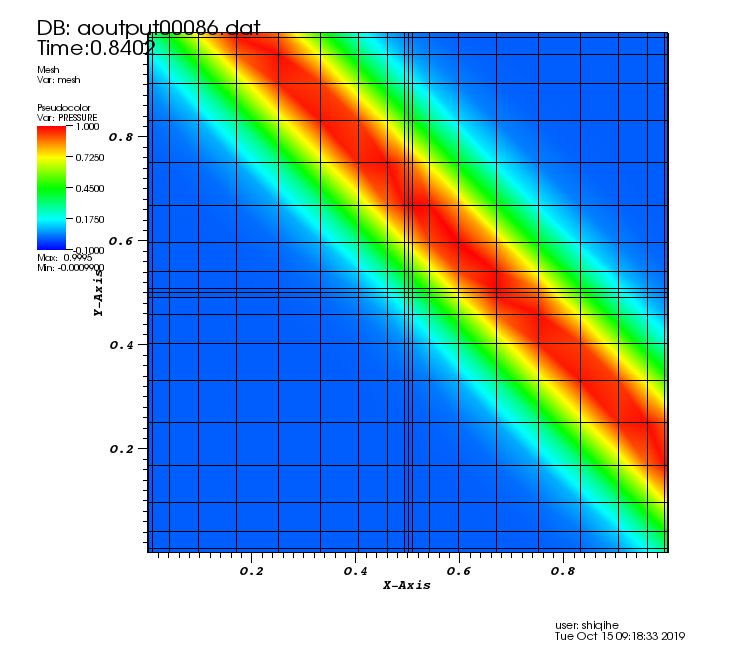 DB: aoutput00086.dat
Time:0.8402
Mesh
Var: mesh
Pseudocolor
Var: PRESSURE
1.000
0.7250
0.4500
0.1750
-0.1000
Max: 0.9995
Min: -0.0009900
Y-Axis
0.8
0.6
0.4
0.2
0.2 0.4 0.6 0.8
X-Axis
user: shiqihe
Tue Oct 15 09:18:33 2019